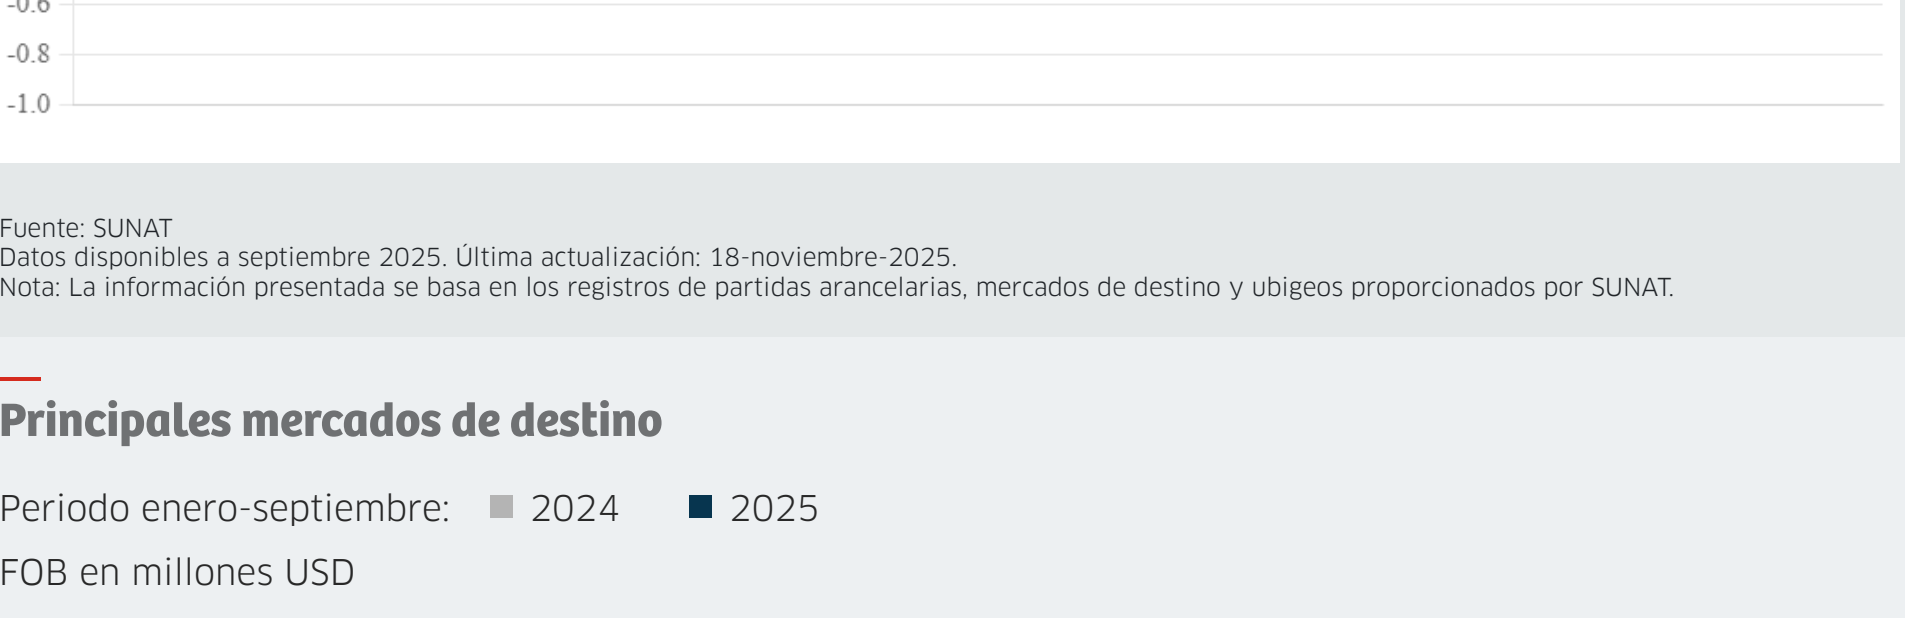 -0.6
-0.8
-1.0
Fuente: SUNAT
Datos disponibles a septiembre 2025. Última actualización: 18-noviembre-2025.
Nota: La información presentada se basa en los registros de partidas arancelarias, mercados de destino y ubigeos proporcionados por SUNAT.
Principales mercados de destino
Periodo enero-septiembre: 2024 2025
FOB en millones USD